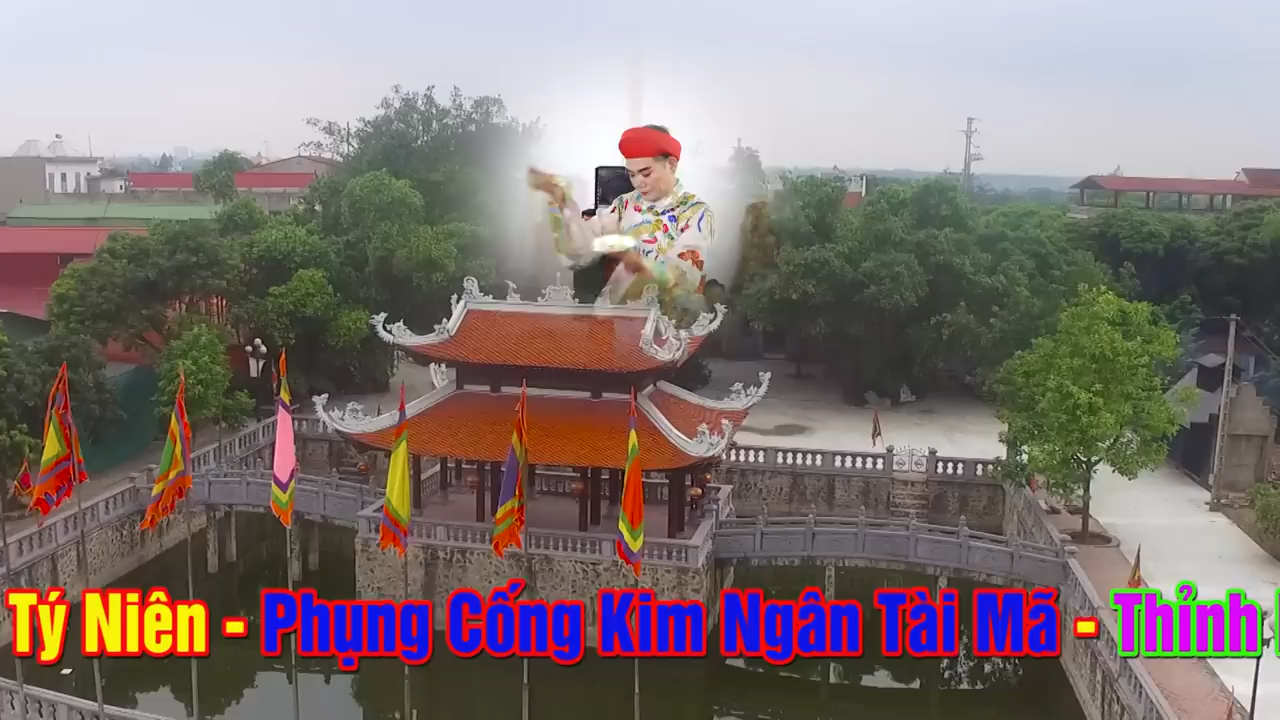 Tý Niên - Phụng Cống Kim Ngân Tài Mã - Thỉnh